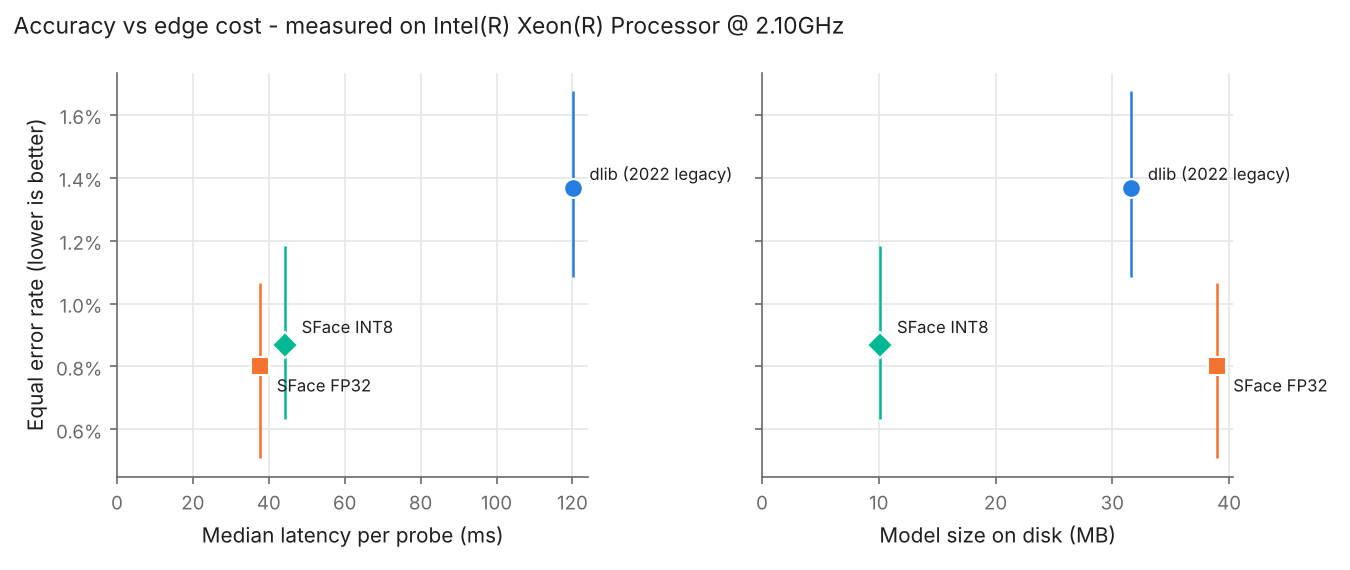 Accuracy vs edge cost - measured on Intel(R) Xeon(R) Processor @ 2.10GHz
Equal error rate (lower is better)
1.6%
1.4%
1.2%
1.0%
0.8%
0.6%
dlib (2022 legacy)
SFace INT8
SFace FP32
0 20 40 60 80 100 120
Median latency per probe (ms)
dlib (2022 legacy)
SFace INT8
SFace FP32
0 10 20 30 40
Model size on disk (MB)